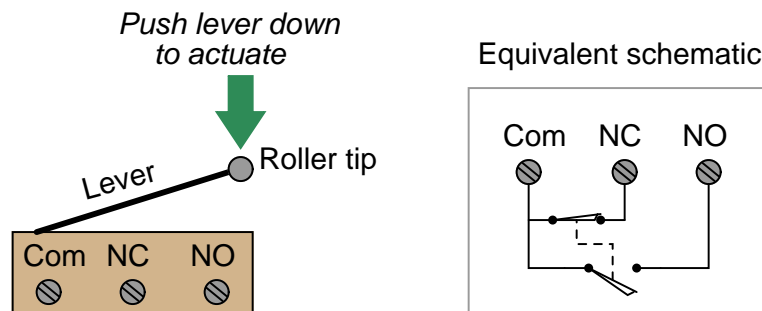 Push lever down
to actuate
Equivalent schematic
Roller tip
Lever
Com NC NO
Com NC NO